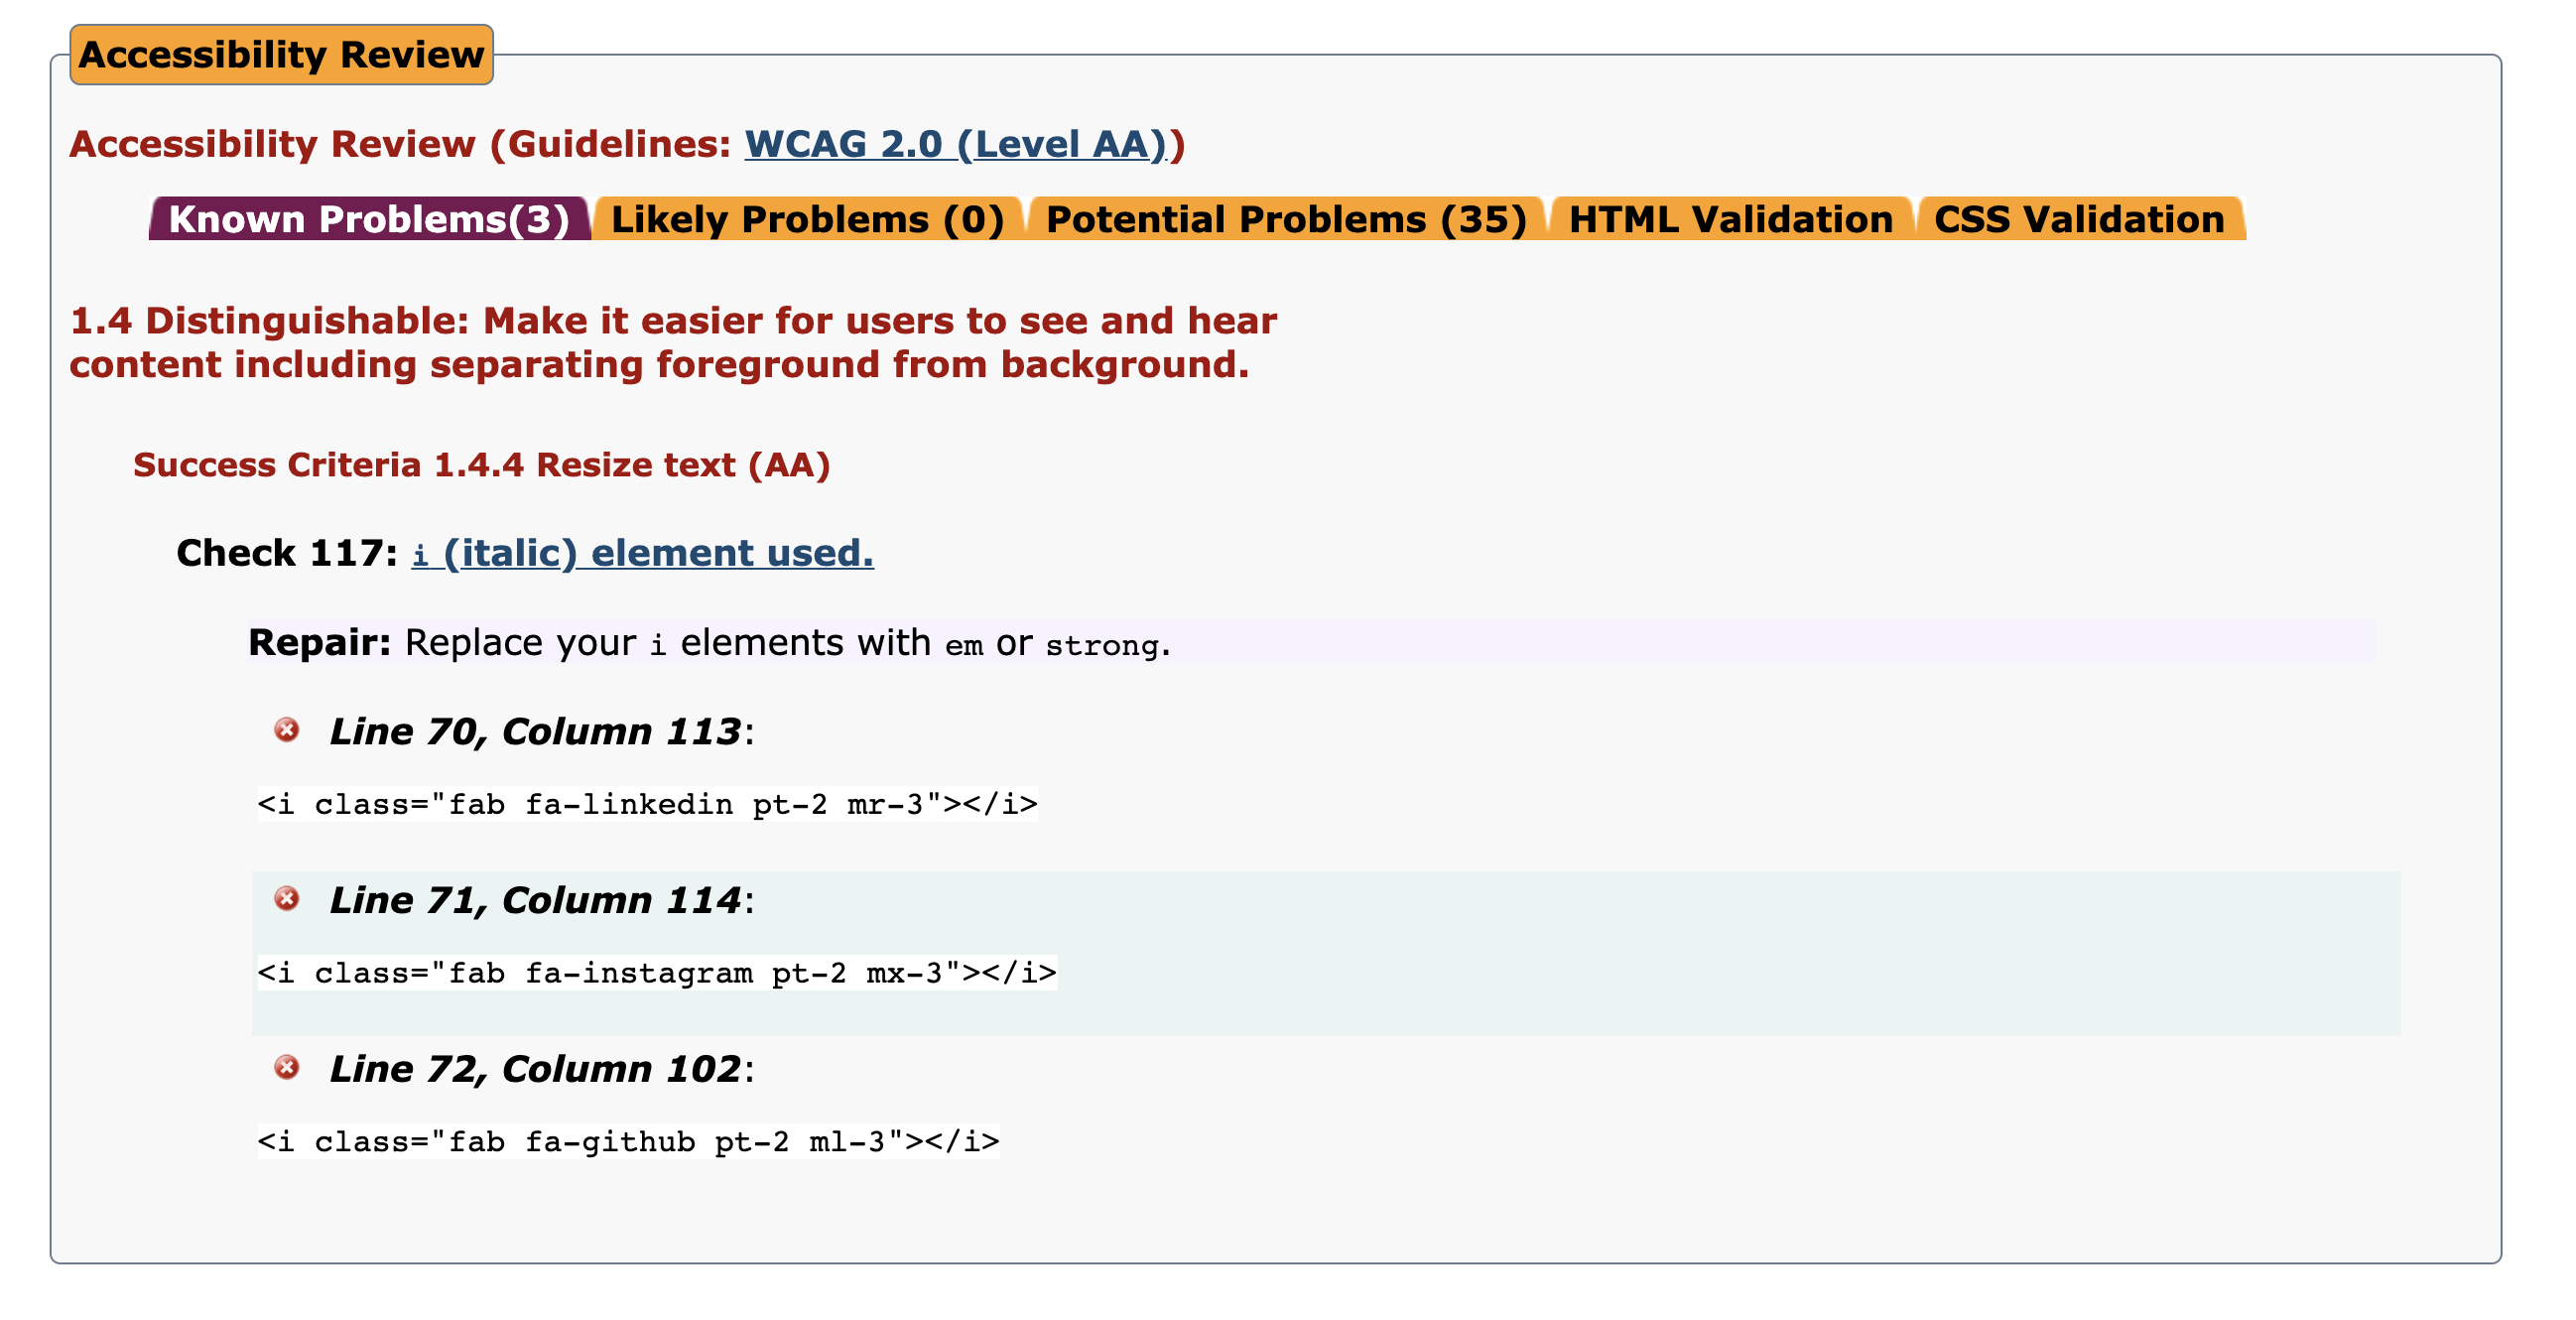 Accessibility Review
Accessibility Review (Guidelines: WCAG 2.0 (Level AA))
Known Problems(3) Likely Problems (0) Potential Problems (35) HTML Validation CSS Validation
1.4 Distinguishable: Make it easier for users to see and hear
content including separating foreground from background.
Success Criteria 1.4.4 Resize text (AA)
Check 117: i (italic) element used.
Repair: Replace your i elements with em or strong.
Line 70, Column 113:
<i class="fab fa-linkedin pt-2 mr-3"></i>
Line 71, Column 114:
<i class="fab fa-instagram pt-2 mx-3"></i>
Line 72, Column 102:
<i class="fab fa-github pt-2 ml-3"></i>